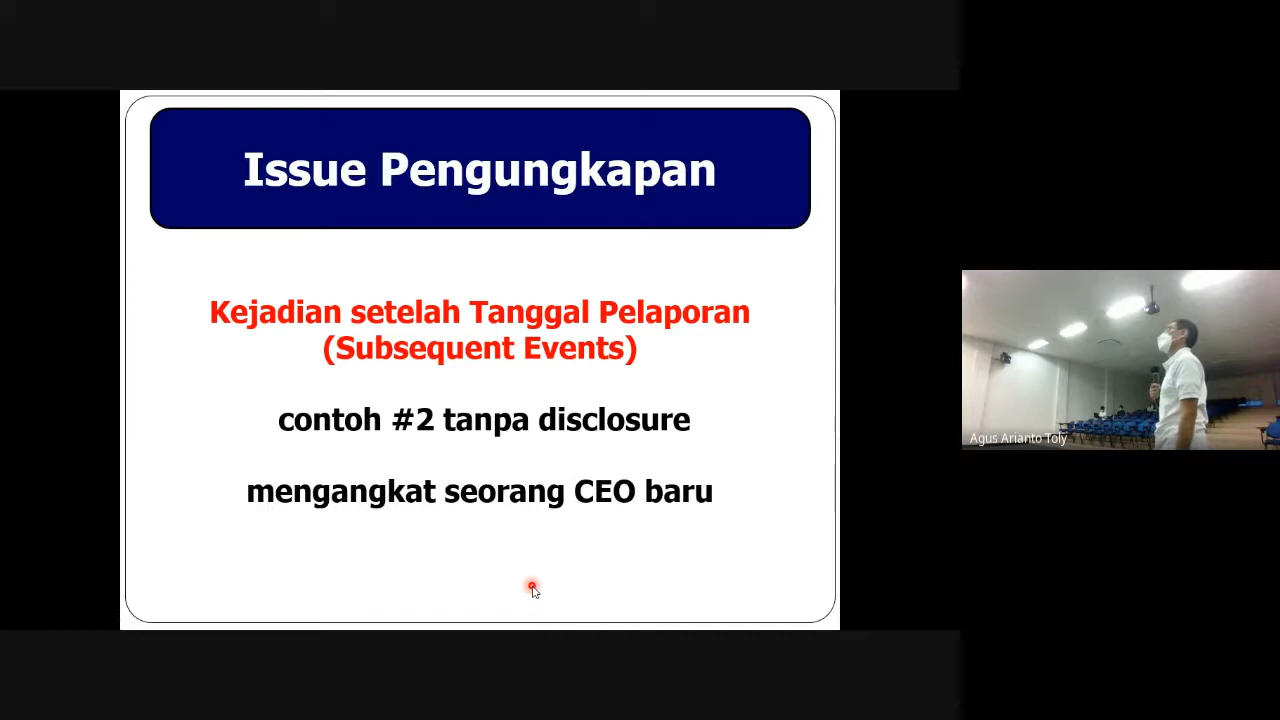 Issue Pengungkapan
Kejadian setelah Tanggal Pelaporan
(Subsequent Events)
contoh #2 tanpa disclosure
mengangkat seorang CEO baru
Agus Arianto Toly